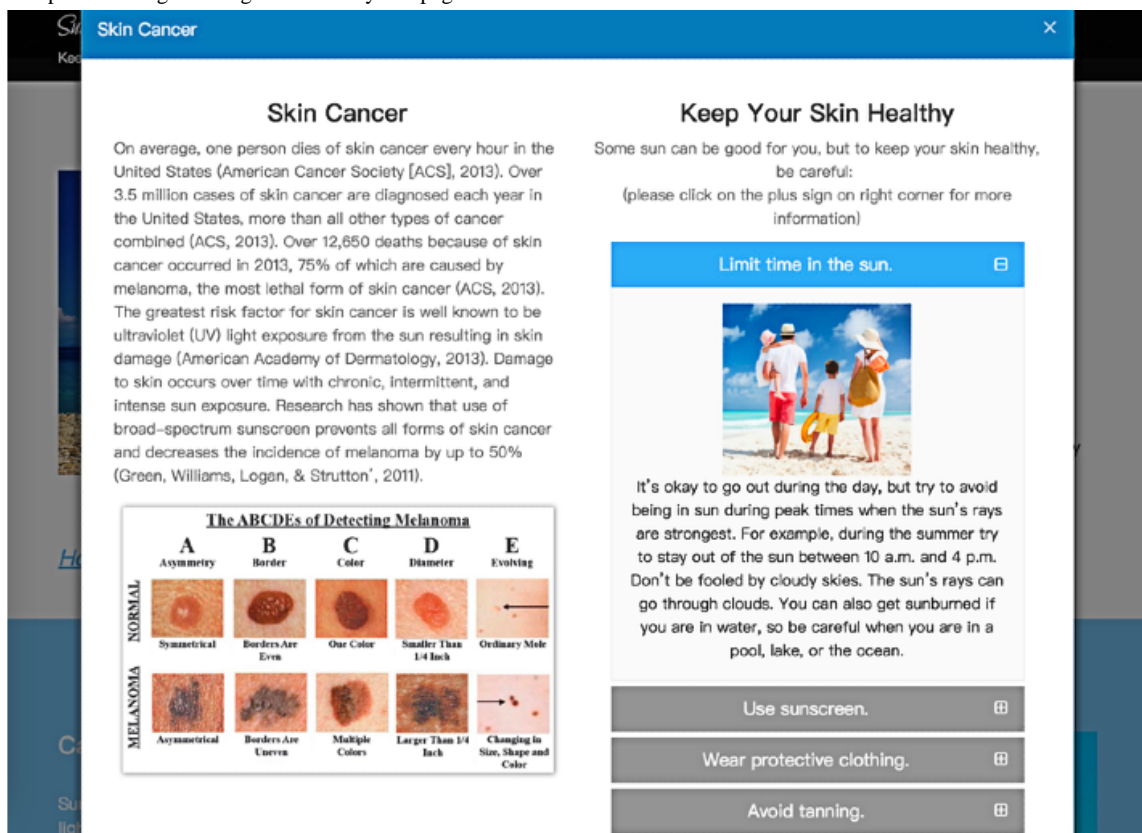 Skin Cancer
×
Skin Cancer
On average, one person dies of skin cancer every hour in the
United States (American Cancer Society [ACS], 2013). Over
3.5 million cases of skin cancer are diagnosed each year in
the United States, more than all other types of cancer
combined (ACS, 2013). Over 12,650 deaths because of skin
cancer occurred in 2013, 75% of which are caused by
melanoma, the most lethal form of skin cancer (ACS, 2013).
The greatest risk factor for skin cancer is well known to be
ultraviolet (UV) light exposure from the sun resulting in skin
damage (American Academy of Dermatology, 2013). Damage
to skin occurs over time with chronic, intermittent, and
intense sun exposure. Research has shown that use of
broad-spectrum sunscreen prevents all forms of skin cancer
and decreases the incidence of melanoma by up to 50%
(Green, Williams, Logan, & Strutton', 2011).
The ABCDEs of Detecting Melanoma
A B C D E
Asymmetry Border Color Diameter Evolving
NORMAL
Symmetrical Borders Are Even One Color Smaller Than 1/4 Inch Ordinary Mole
MELANOMA
Asymmetrical Borders Are Uneven Multiple Colors Larger Than 1/4 Inch Changing in Size, Shape and Color
Keep Your Skin Healthy
Some sun can be good for you, but to keep your skin healthy,
be careful:
(please click on the plus sign on right corner for more
information)
Limit time in the sun.
It's okay to go out during the day, but try to avoid
being in sun during peak times when the sun's rays
are strongest. For example, during the summer try
to stay out of the sun between 10 a.m. and 4 p.m.
Don't be fooled by cloudy skies. The sun's rays can
go through clouds. You can also get sunburned if
you are in water, so be careful when you are in a
pool, lake, or the ocean.
Use sunscreen.
Wear protective clothing.
Avoid tanning.